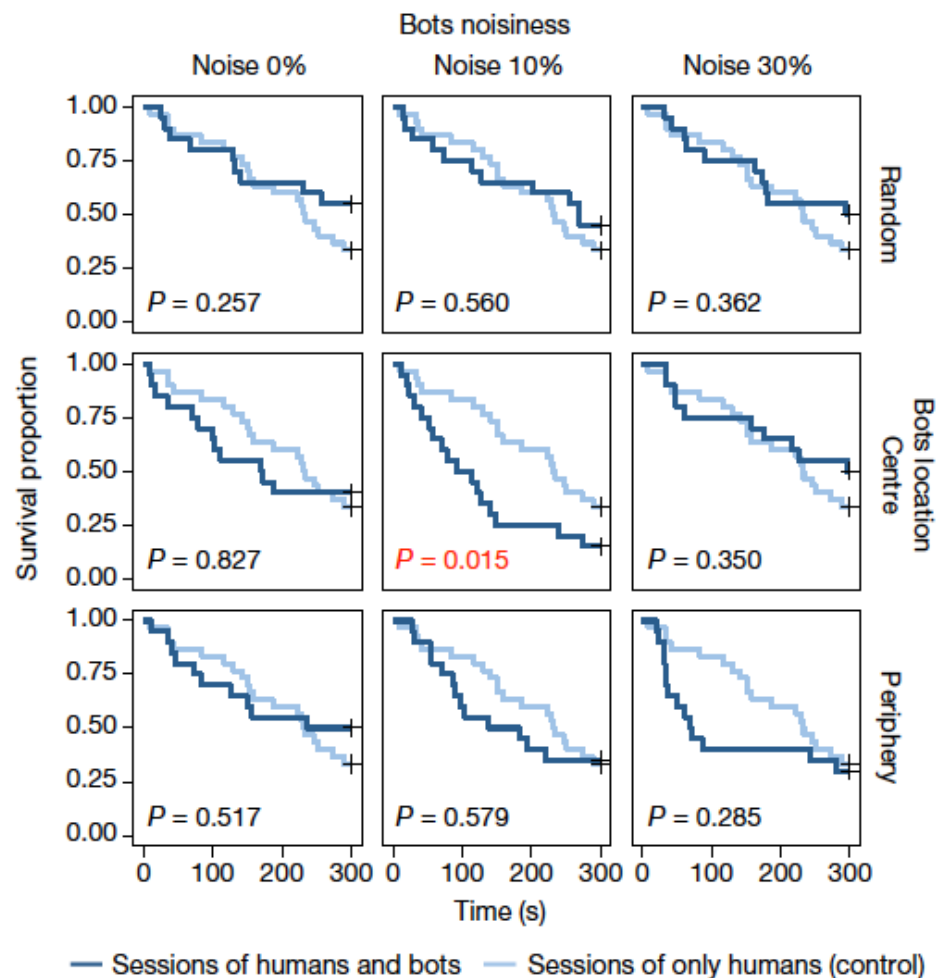 Bots noisiness
Noise 0% Noise 10% Noise 30%
1.00
0.75
0.50
0.25
0.00
P = 0.257
P = 0.560
P = 0.362
Random
Survival proportion
1.00
0.75
0.50
0.25
0.00
P = 0.827
P = 0.015
P = 0.350
Centre
Bots location
1.00
0.75
0.50
0.25
0.00
P = 0.517
P = 0.579
P = 0.285
Periphery
0 100 200 300 0 100 200 300 0 100 200 300
Time (s)
Sessions of humans and bots Sessions of only humans (control)